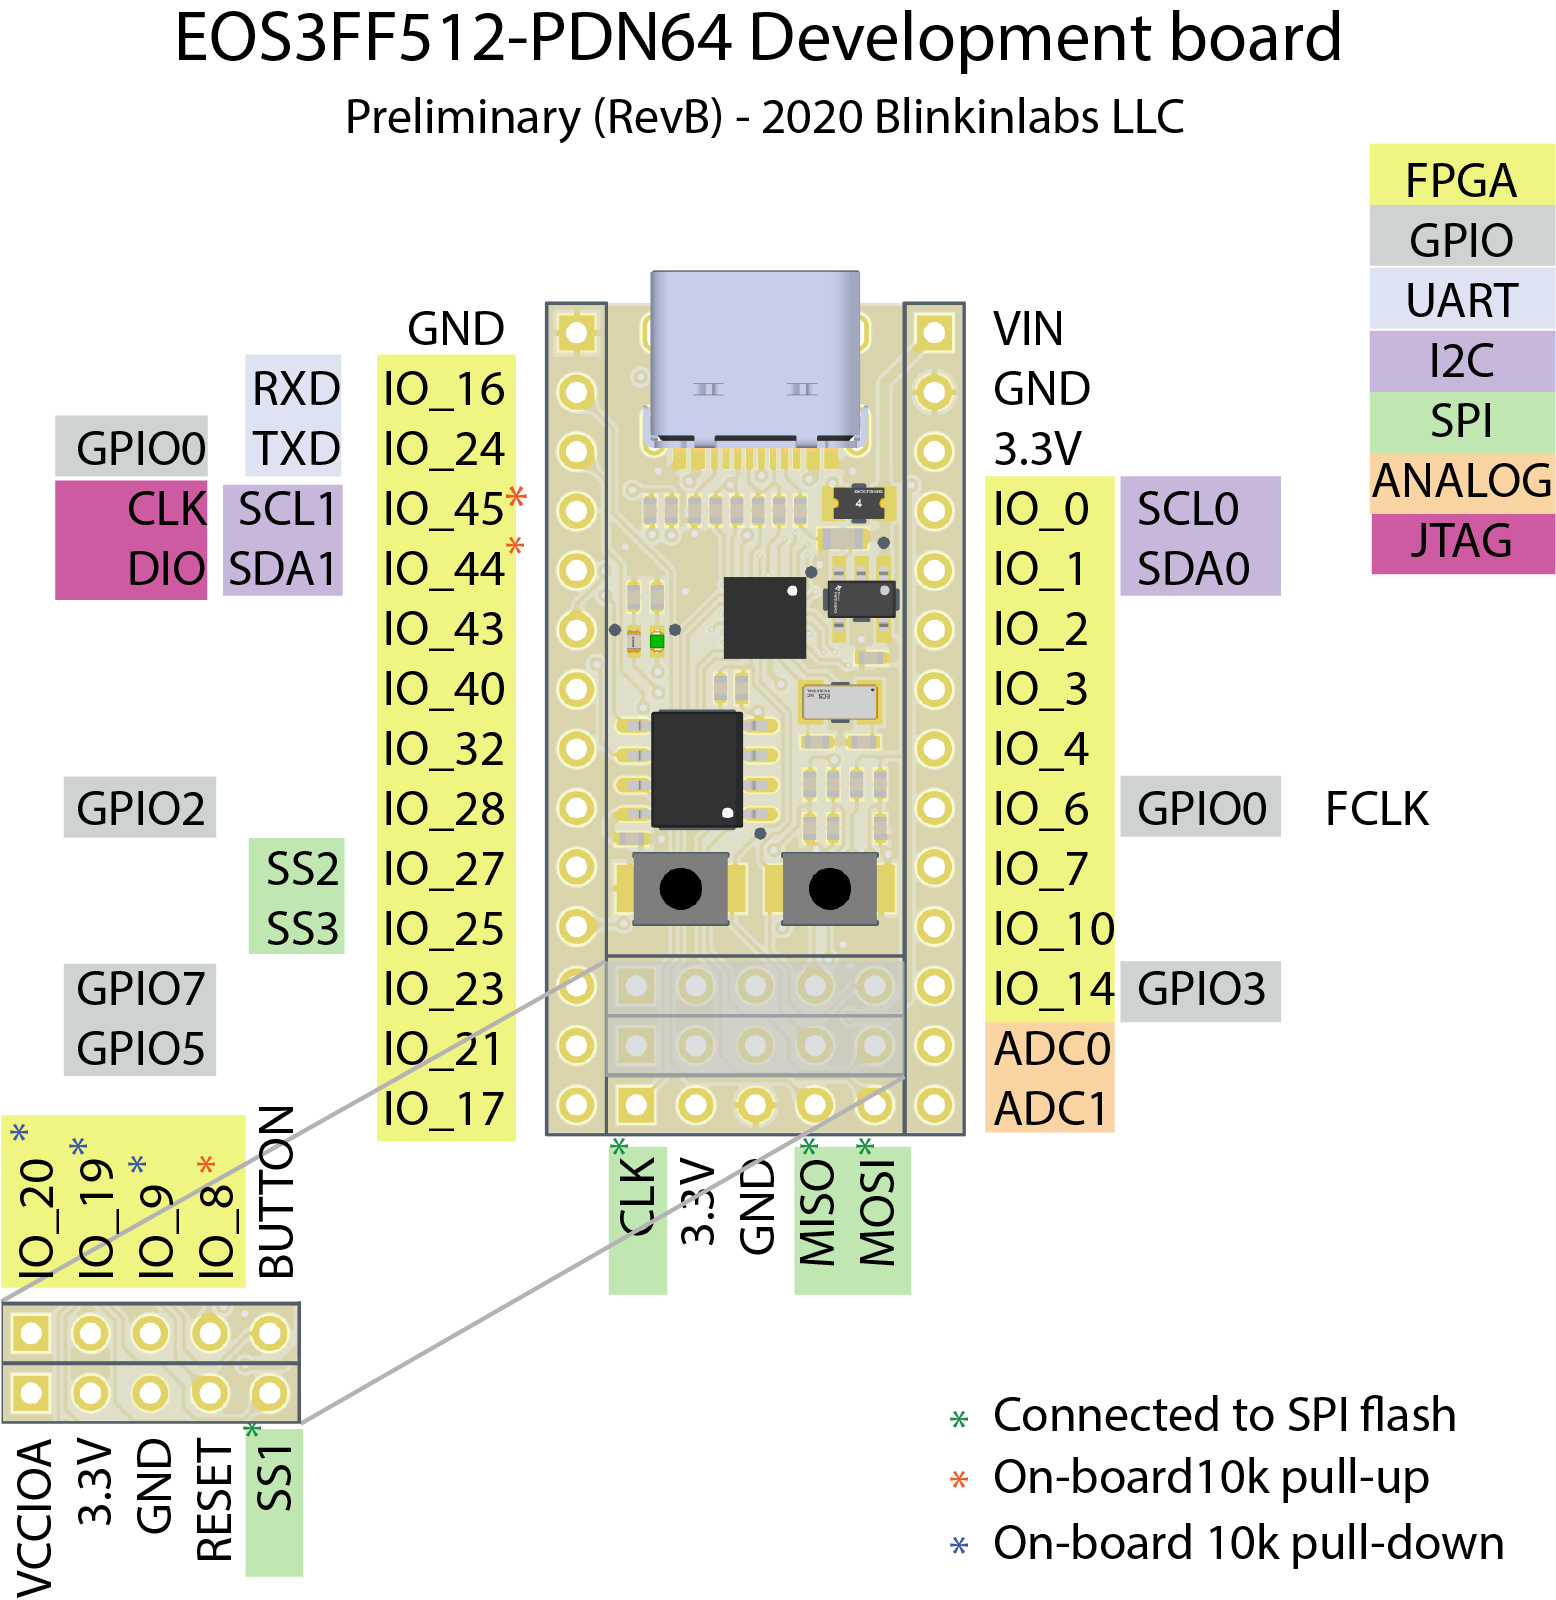 EOS3FF512-PDN64 Development board
Preliminary (RevB) - 2020 Blinkinlabs LLC
FPGA
GPIO
UART
I2C
SPI
ANALOG
JTAG
GND
RXD IO_16
GPIO0 TXD IO_24
CLK SCL1 IO_45*
DIO SDA1 IO_44*
IO_43
IO_40
IO_32
GPIO2 IO_28
SS2 IO_27
SS3 IO_25
GPIO7 IO_23
GPIO5 IO_21
IO_17
4
ECS
VIN
GND
3.3V
IO_0 SCL0
IO_1 SDA0
IO_2
IO_3
IO_4
IO_6 GPIO0 FCLK
IO_7
IO_10
IO_14 GPIO3
ADC0
ADC1
CLK*
3.3V
GND
MISO*
MOSI*
IO_20*
IO_19*
IO_9*
IO_8*
BUTTON
VCCIOA
3.3V
GND
RESET
SS1*
* Connected to SPI flash
* On-board10k pull-up
* On-board 10k pull-down